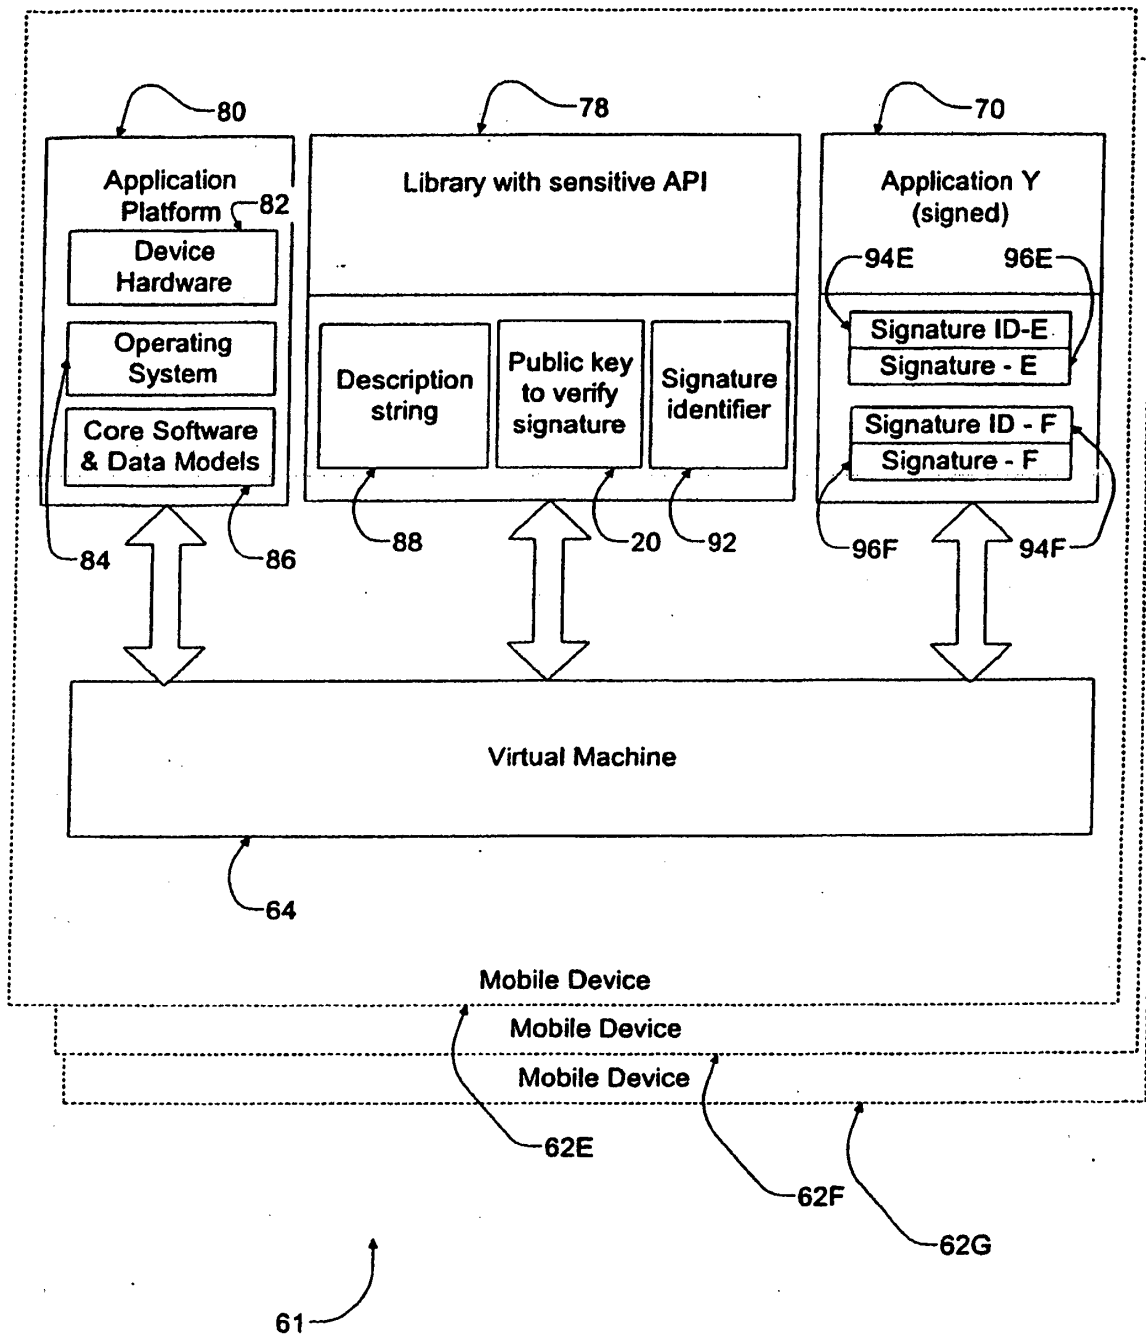 80
78
70
Application
Platform
82
Device
Hardware
Operating
System
Core Software
& Data Models
84
86
Library with sensitive API
Description
string
Public key
to verify
signature
Signature
identifier
88
20
92
Application Y
(signed)
94E
96E
Signature ID-E
Signature - E
Signature ID - F
Signature - F
96F
94F
Virtual Machine
64
Mobile Device
Mobile Device
Mobile Device
62E
62F
62G
61